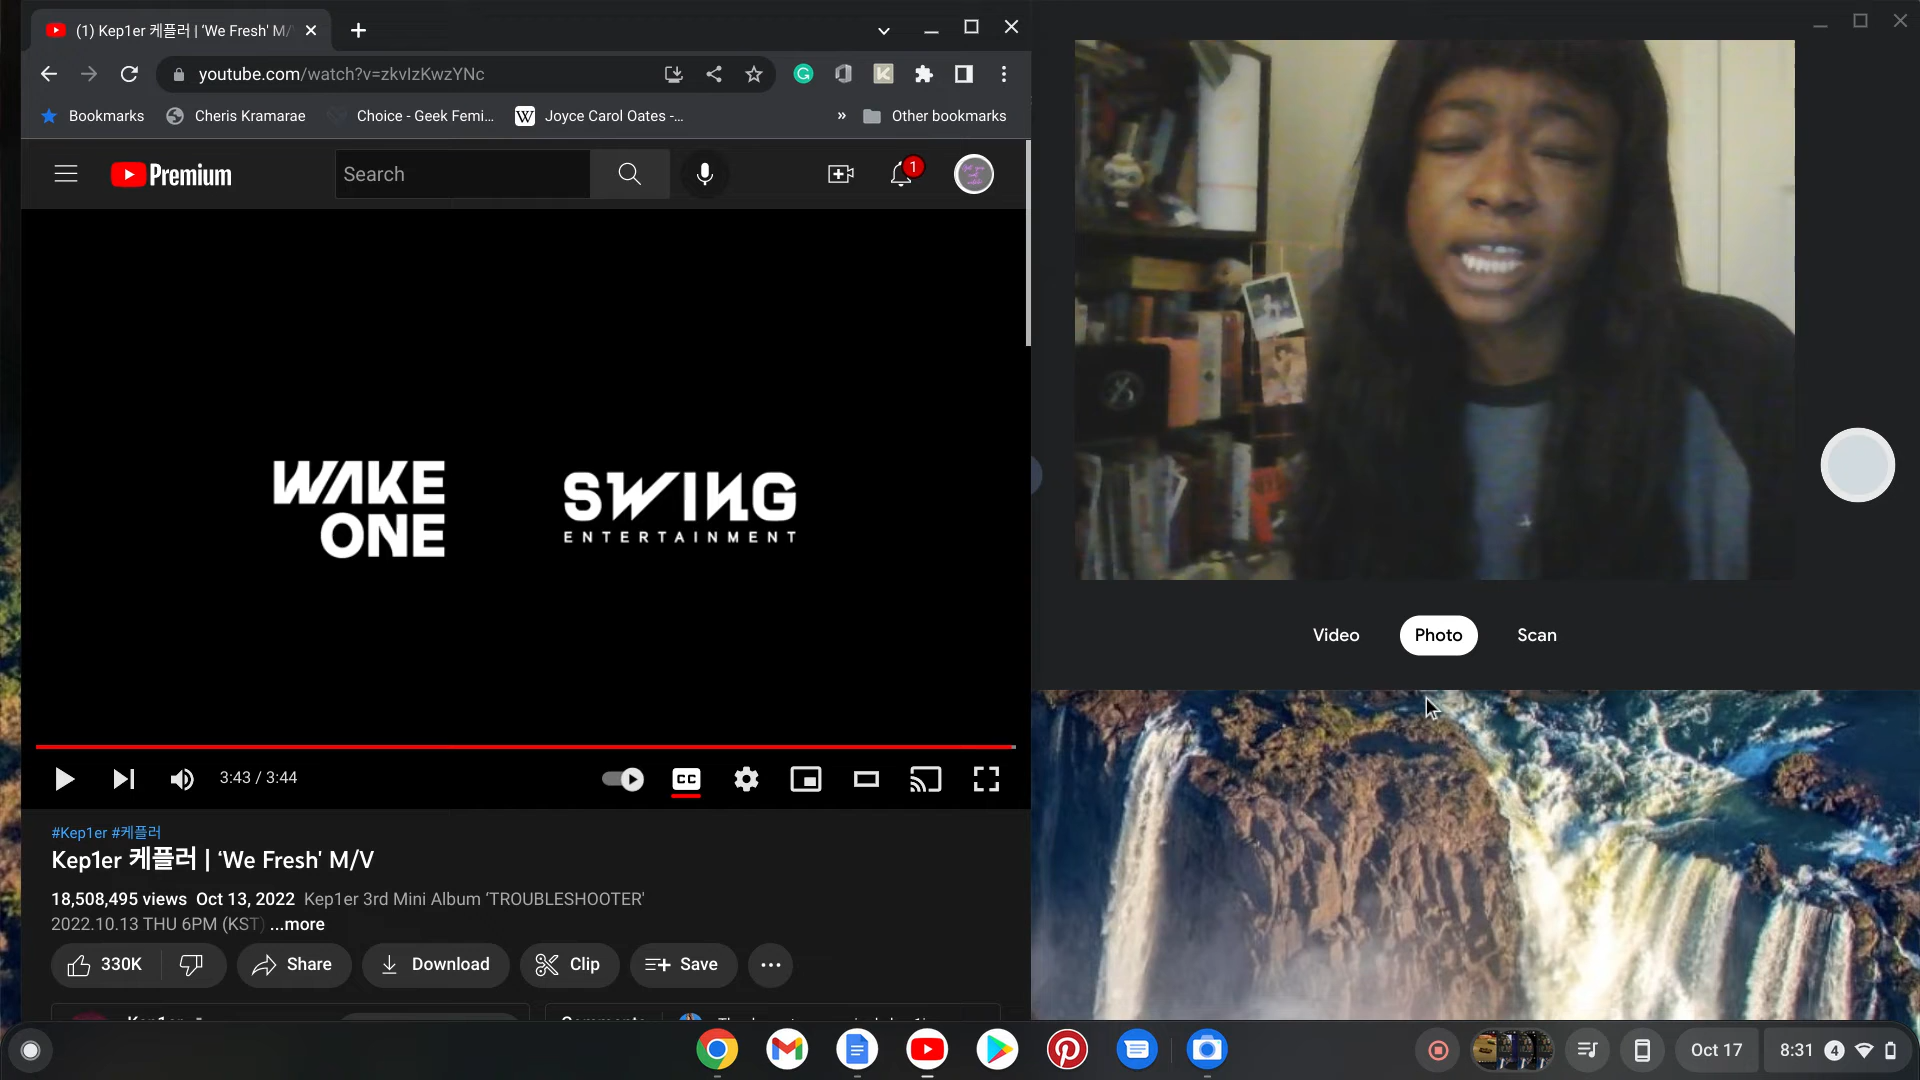 (1) Kep1er 케플러 | 'We Fresh' M/
youtube.com/watch?v=zkvIzKwzYNc
Bookmarks
Cheris Kramarae
Choice - Geek Femi...
Joyce Carol Oates -...
»
Other bookmarks
Premium
Search
1
WAKE
ONE
SWING
ENTERTAINMENT
3:43 / 3:44
CC
#Kep1er #케플러
Kep1er 케플러 | ‘We Fresh' M/V
18,508,495 views Oct 13, 2022 Kep1er 3rd Mini Album ‘TROUBLESHOOTER'
2022.10.13 THU 6PM (KST) ...more
330K
Share
Download
Clip
Save
Video
Photo
Scan
Oct 17
8:31
4